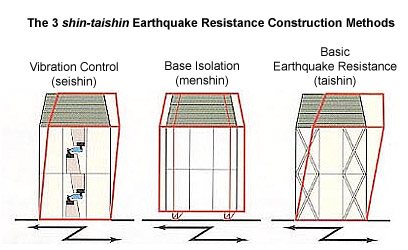 The 3 shin-taishin Earthquake Resistance Construction Methods
Vibration Control
(seishin)
Base Isolation
(menshin)
Basic
Earthquake Resistance
(taishin)